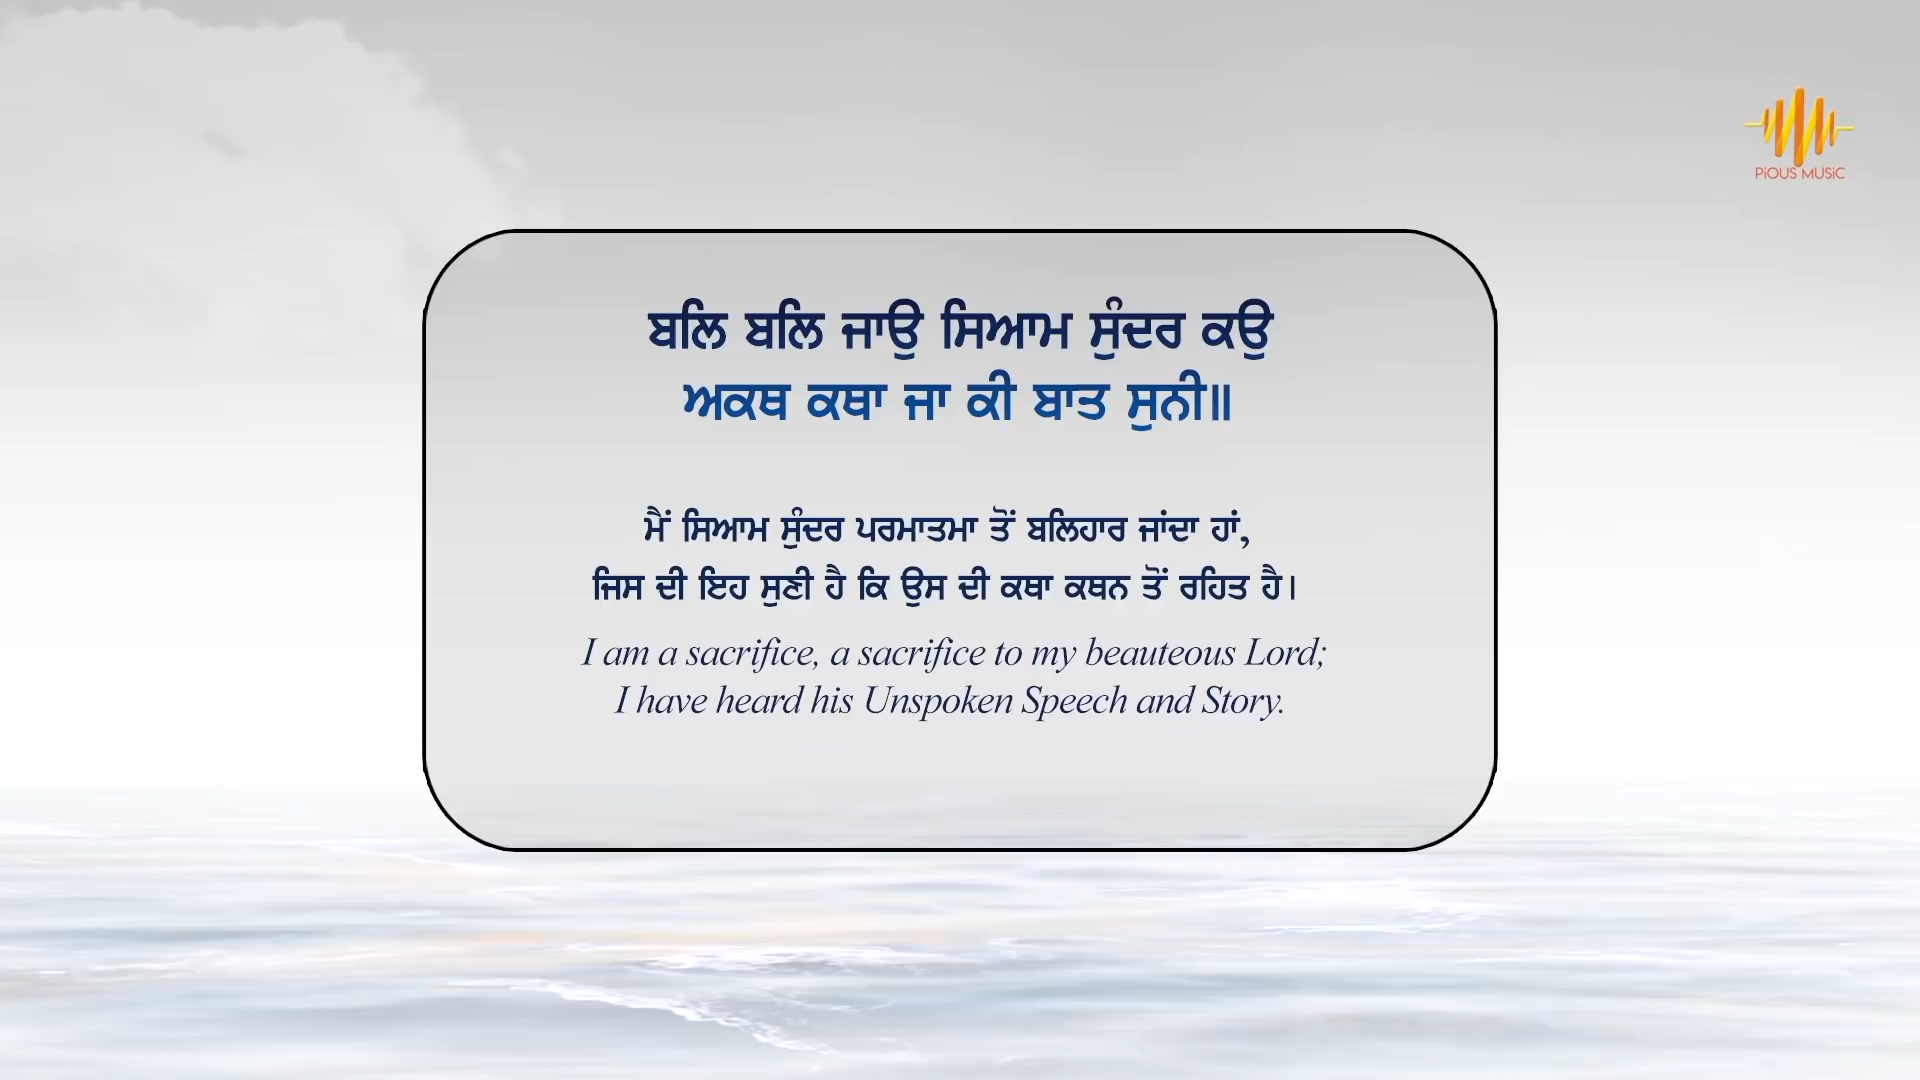 PiOUS MUSiC
ਬਲਿ ਬਲਿ ਜਾਉ ਸਿਆਮ ਸੁੰਦਰ ਕਉ
ਅਕਥ ਕਥਾ ਜਾ ਕੀ ਬਾਤ ਸੁਨੀ॥
ਮੈਂ ਸਿਆਮ ਸੁੰਦਰ ਪਰਮਾਤਮਾ ਤੋਂ ਬਲਿਹਾਰ ਜਾਂਦਾ ਹਾਂ,
ਜਿਸ ਦੀ ਇਹ ਸੁਣੀ ਹੈ ਕਿ ਉਸ ਦੀ ਕਥਾ ਕਥਨ ਤੋਂ ਰਹਿਤ ਹੈ।
I am a sacrifice, a sacrifice to my beauteous Lord;
I have heard his Unspoken Speech and Story.